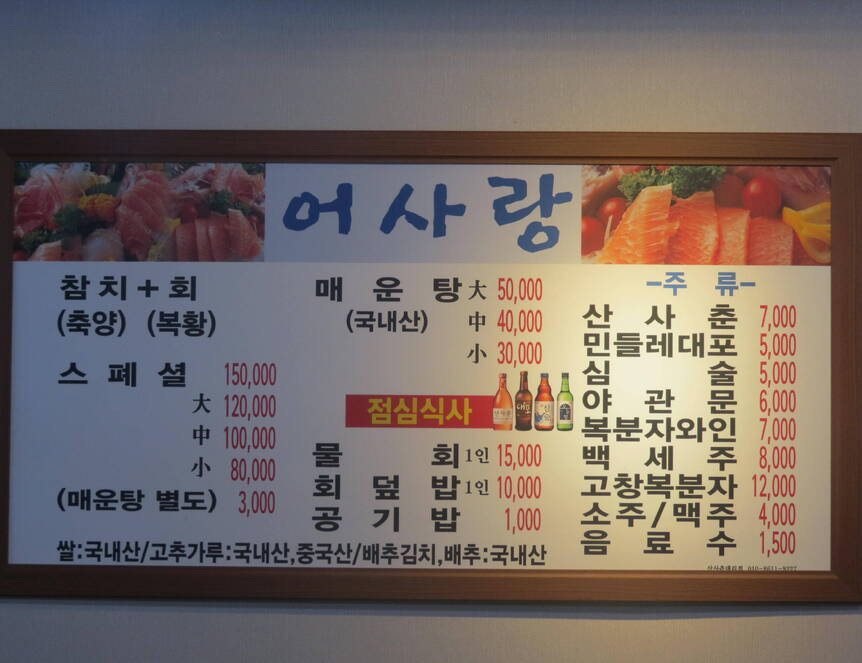 어사랑
참치+회
(축양) (복황)
스페셜 150,000
大 120,000
中 100,000
小 80,000
(매운탕 별도) 3,000
매운탕 大 50,000
(국내산) 中 40,000
小 30,000
점심식사
물회 1인 15,000
회덮밥 1인 10,000
공기밥 1,000
-주류-
산사춘 7,000
민들레대포 5,000
심술 5,000
야관문 6,000
복분자와인 7,000
백세주 8,000
고창복분자 12,000
소주/맥주 4,000
음료수 1,500
쌀:국내산/고추가루:국내산,중국산/배추김치,배추:국내산